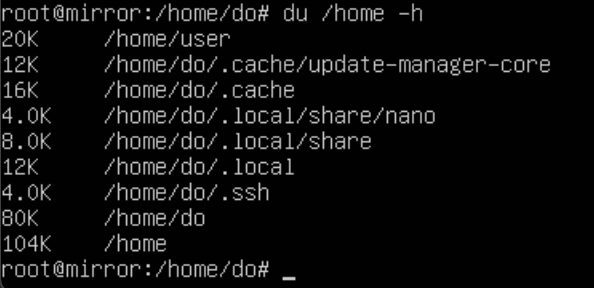 root@mirror:/home/do# du /home -h
20K /home/user
12K /home/do/.cache/update-manager-core
16K /home/do/.cache
4.0K /home/do/.local/share/nano
8.0K /home/do/.local/share
12K /home/do/.local
4.0K /home/do/.ssh
80K /home/do
104K /home
root@mirror:/home/do# _